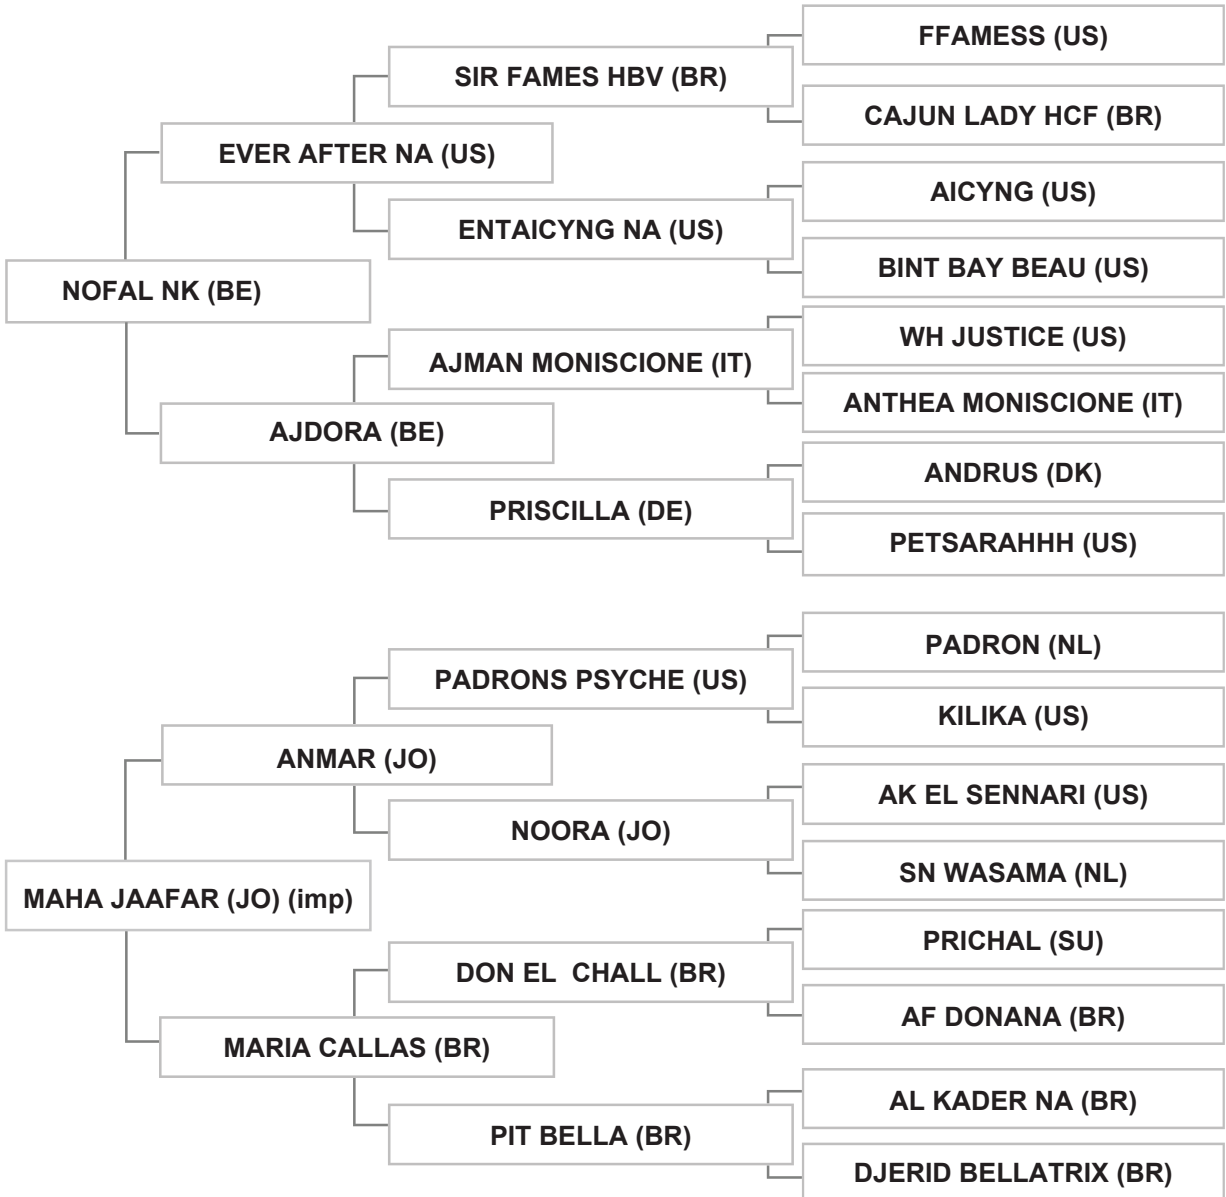 FFAMESS (US)
SIR FAMES HBV (BR)
CAJUN LADY HCF (BR)
EVER AFTER NA (US)
AICYNG (US)
ENTAICYNG NA (US)
BINT BAY BEAU (US)
NOFAL NK (BE)
WH JUSTICE (US)
AJMAN MONISCIONE (IT)
ANTHEA MONISCIONE (IT)
AJDORA (BE)
ANDRUS (DK)
PRISCILLA (DE)
PETSARAHHH (US)
PADRON (NL)
PADRONS PSYCHE (US)
KILIKA (US)
ANMAR (JO)
AK EL SENNARI (US)
NOORA (JO)
SN WASAMA (NL)
MAHA JAAFAR (JO) (imp)
PRICHAL (SU)
DON EL  CHALL (BR)
AF DONANA (BR)
MARIA CALLAS (BR)
AL KADER NA (BR)
PIT BELLA (BR)
DJERID BELLATRIX (BR)